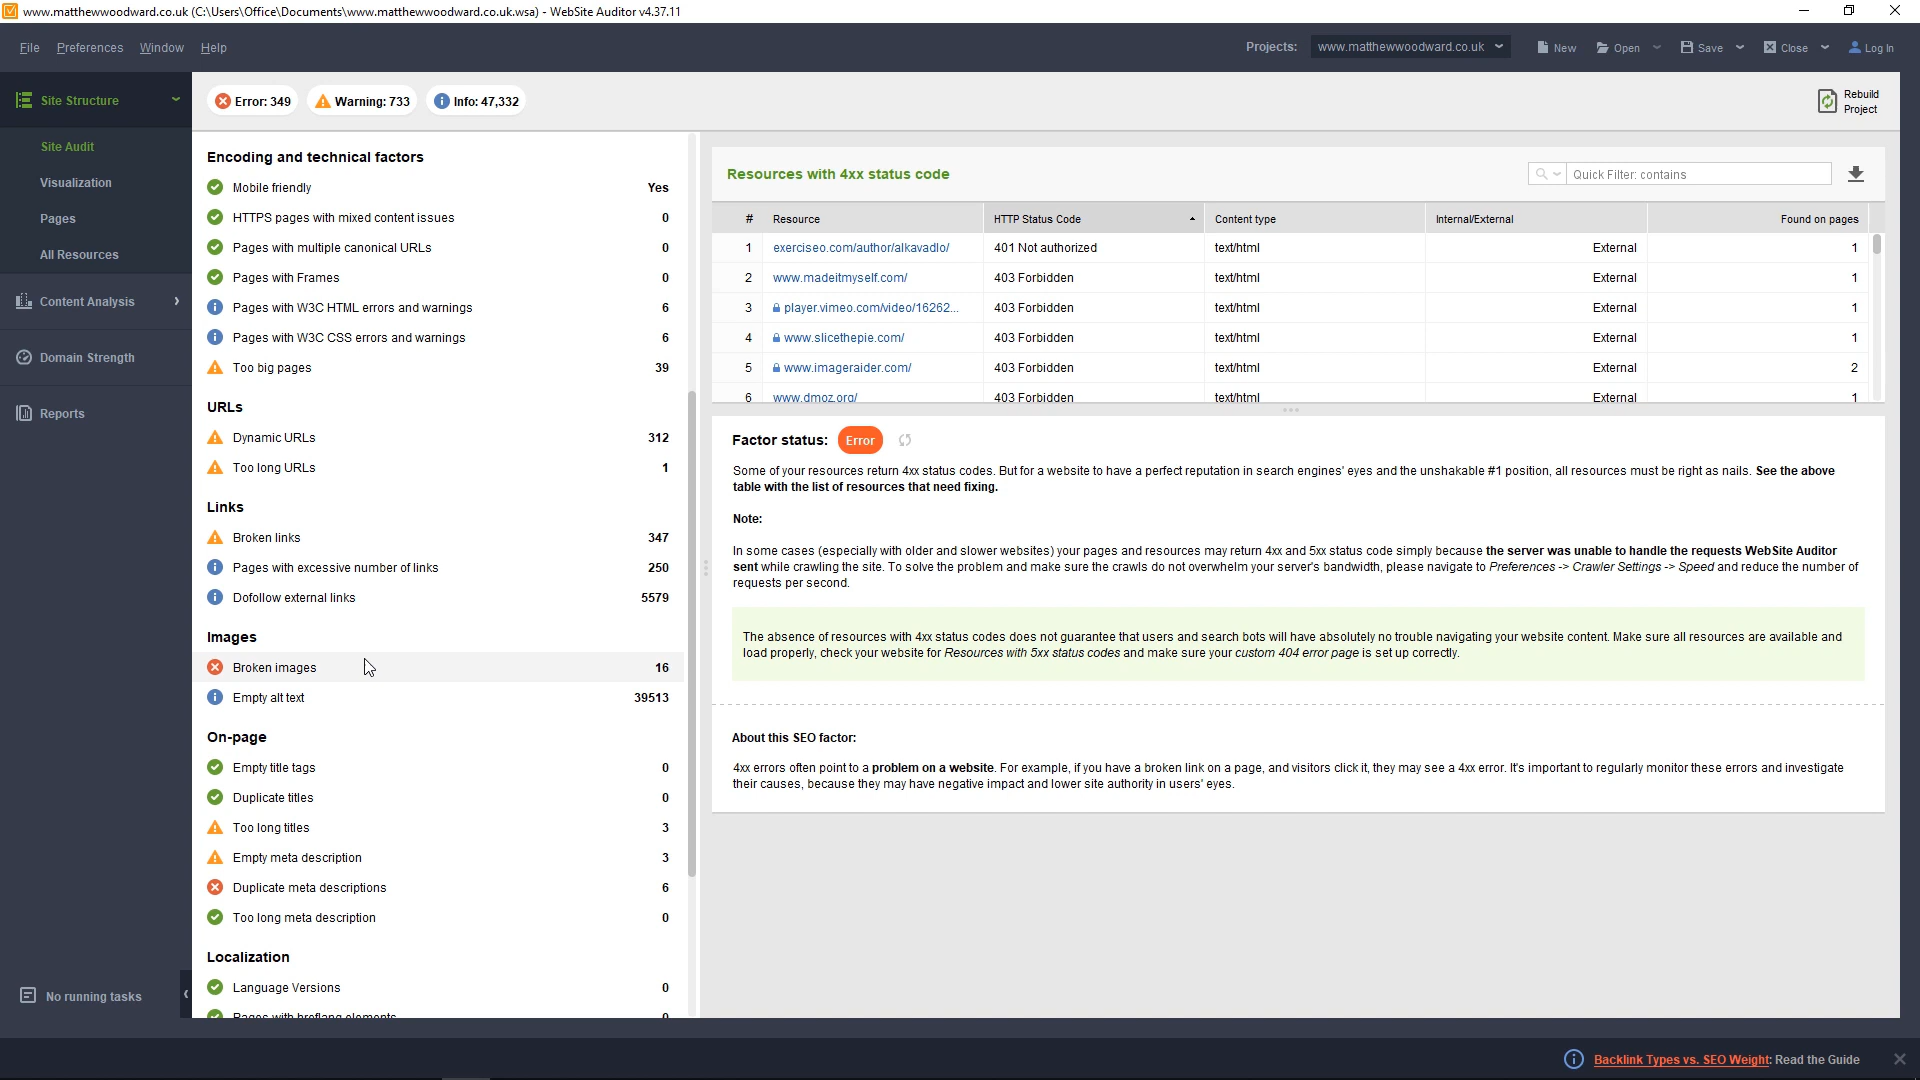 www.matthewwoodward.co.uk (C:\Users\Office\Documents\www.matthewwoodward.co.uk.wsa) - WebSite Auditor v4.37.11
File Preferences Window Help
Projects: www.matthewwoodward.co.uk New Open Save Close Log In
Site Structure
Site Audit
Visualization
Pages
All Resources
Content Analysis
Domain Strength
Reports
No running tasks
Error: 349 Warning: 733 Info: 47,332
Rebuild
Project
Encoding and technical factors
Mobile friendly Yes
HTTPS pages with mixed content issues 0
Pages with multiple canonical URLs 0
Pages with Frames 0
Pages with W3C HTML errors and warnings 6
Pages with W3C CSS errors and warnings 6
Too big pages 39
URLs
Dynamic URLs 312
Too long URLs 1
Links
Broken links 347
Pages with excessive number of links 250
Dofollow external links 5579
Images
Broken images 16
Empty alt text 39513
On-page
Empty title tags 0
Duplicate titles 0
Too long titles 3
Empty meta description 3
Duplicate meta descriptions 6
Too long meta description 0
Localization
Language Versions 0
Pages with hreflang elements 0
Resources with 4xx status code
Quick Filter: contains
# Resource HTTP Status Code Content type Internal/External Found on pages
1 exerciseo.com/author/alkavadlo/ 401 Not authorized text/html External 1
2 www.madeitmyself.com/ 403 Forbidden text/html External 1
3 player.vimeo.com/video/16262... 403 Forbidden text/html External 1
4 www.slicethepie.com/ 403 Forbidden text/html External 1
5 www.imageraider.com/ 403 Forbidden text/html External 2
6 www.dmoz.org/ 403 Forbidden text/html External 1
Factor status: Error
Some of your resources return 4xx status codes. But for a website to have a perfect reputation in search engines' eyes and the unshakable #1 position, all resources must be right as nails. See the above
table with the list of resources that need fixing.
Note:
In some cases (especially with older and slower websites) your pages and resources may return 4xx and 5xx status code simply because the server was unable to handle the requests WebSite Auditor
sent while crawling the site. To solve the problem and make sure the crawls do not overwhelm your server's bandwidth, please navigate to Preferences -> Crawler Settings -> Speed and reduce the number of
requests per second.
The absence of resources with 4xx status codes does not guarantee that users and search bots will have absolutely no trouble navigating your website content. Make sure all resources are available and
load properly, check your website for Resources with 5xx status codes and make sure your custom 404 error page is set up correctly.
About this SEO factor:
4xx errors often point to a problem on a website. For example, if you have a broken link on a page, and visitors click it, they may see a 4xx error. It's important to regularly monitor these errors and investigate
their causes, because they may have negative impact and lower site authority in users' eyes.
Backlink Types vs. SEO Weight: Read the Guide